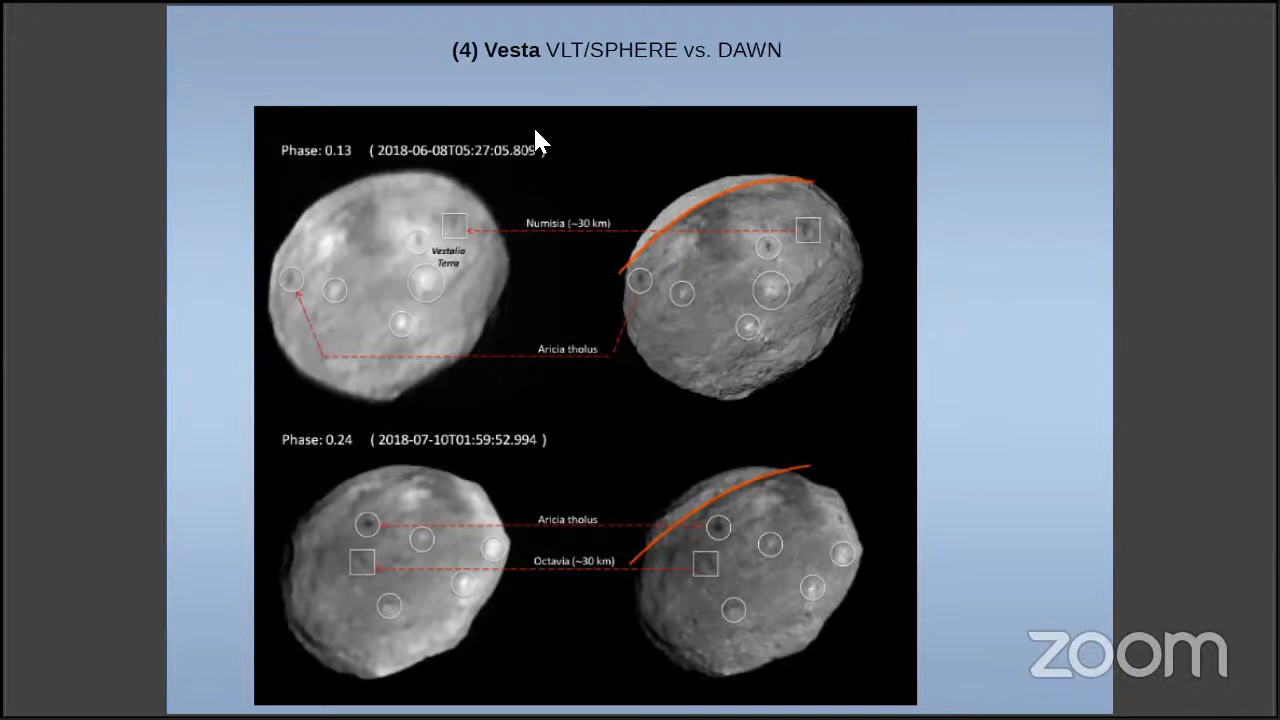 (4) Vesta VLT/SPHERE vs. DAWN
Phase: 0.13 ( 2018-06-08T05:27:05.809 )
Numisia (~30 km)
Vestalia
Terra
Aricia tholus
Phase: 0.24 ( 2018-07-10T01:59:52.994 )
Aricia tholus
Octavia (~30 km)
zoom